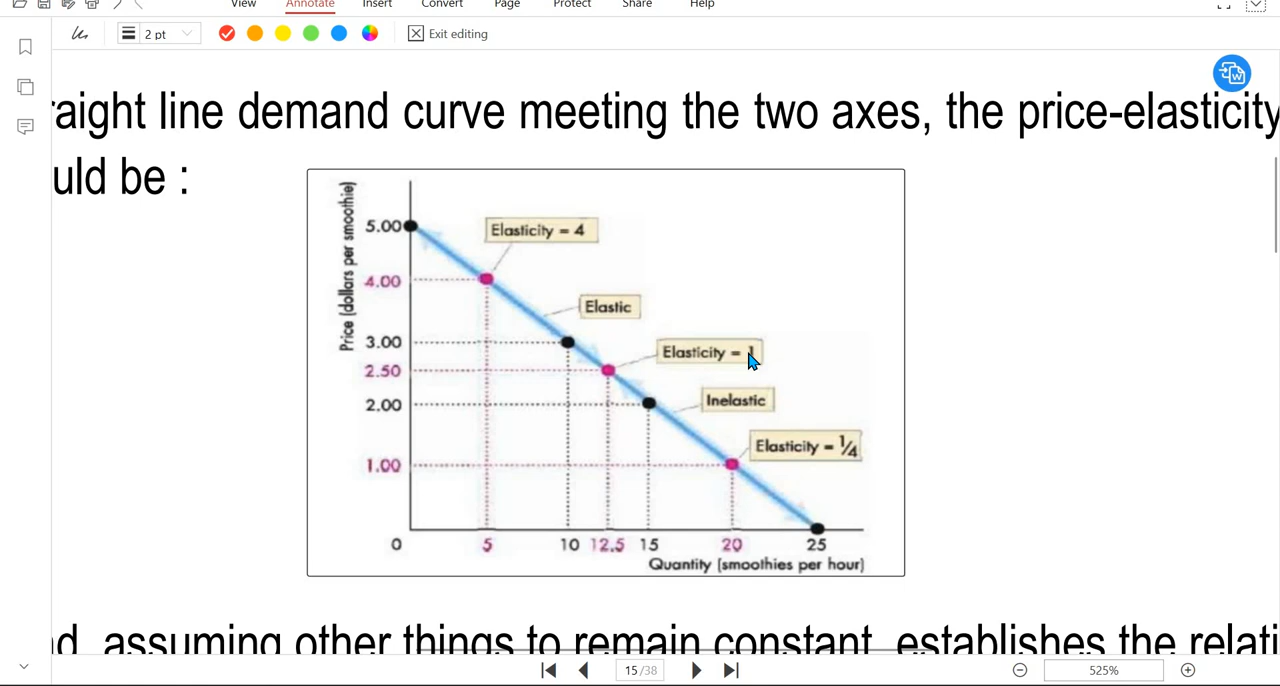 View Annotate Insert Convert Page Protect Share Help
2 pt Exit editing
raight line demand curve meeting the two axes, the price-elasticity
uld be :
Price (dollars per smoothie)
5.00
4.00
3.00
2.50
2.00
1.00
Elasticity = 4
Elastic
Elasticity = 1
Inelastic
Elasticity = 1/4
0 5 10 12.5 15 20 25
Quantity (smoothies per hour)
nd, assuming other things to remain constant, establishes the relati
15 /38 525%